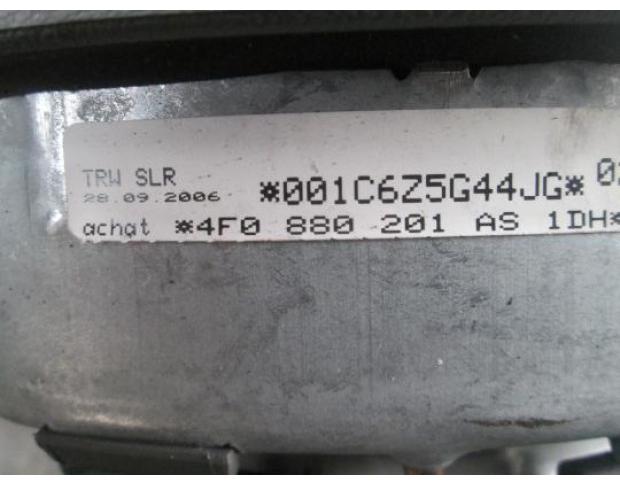 TRW SLR
28.09.2006 *001C6Z5G44JG*
achat *4F0 880 201 AS 1DH*